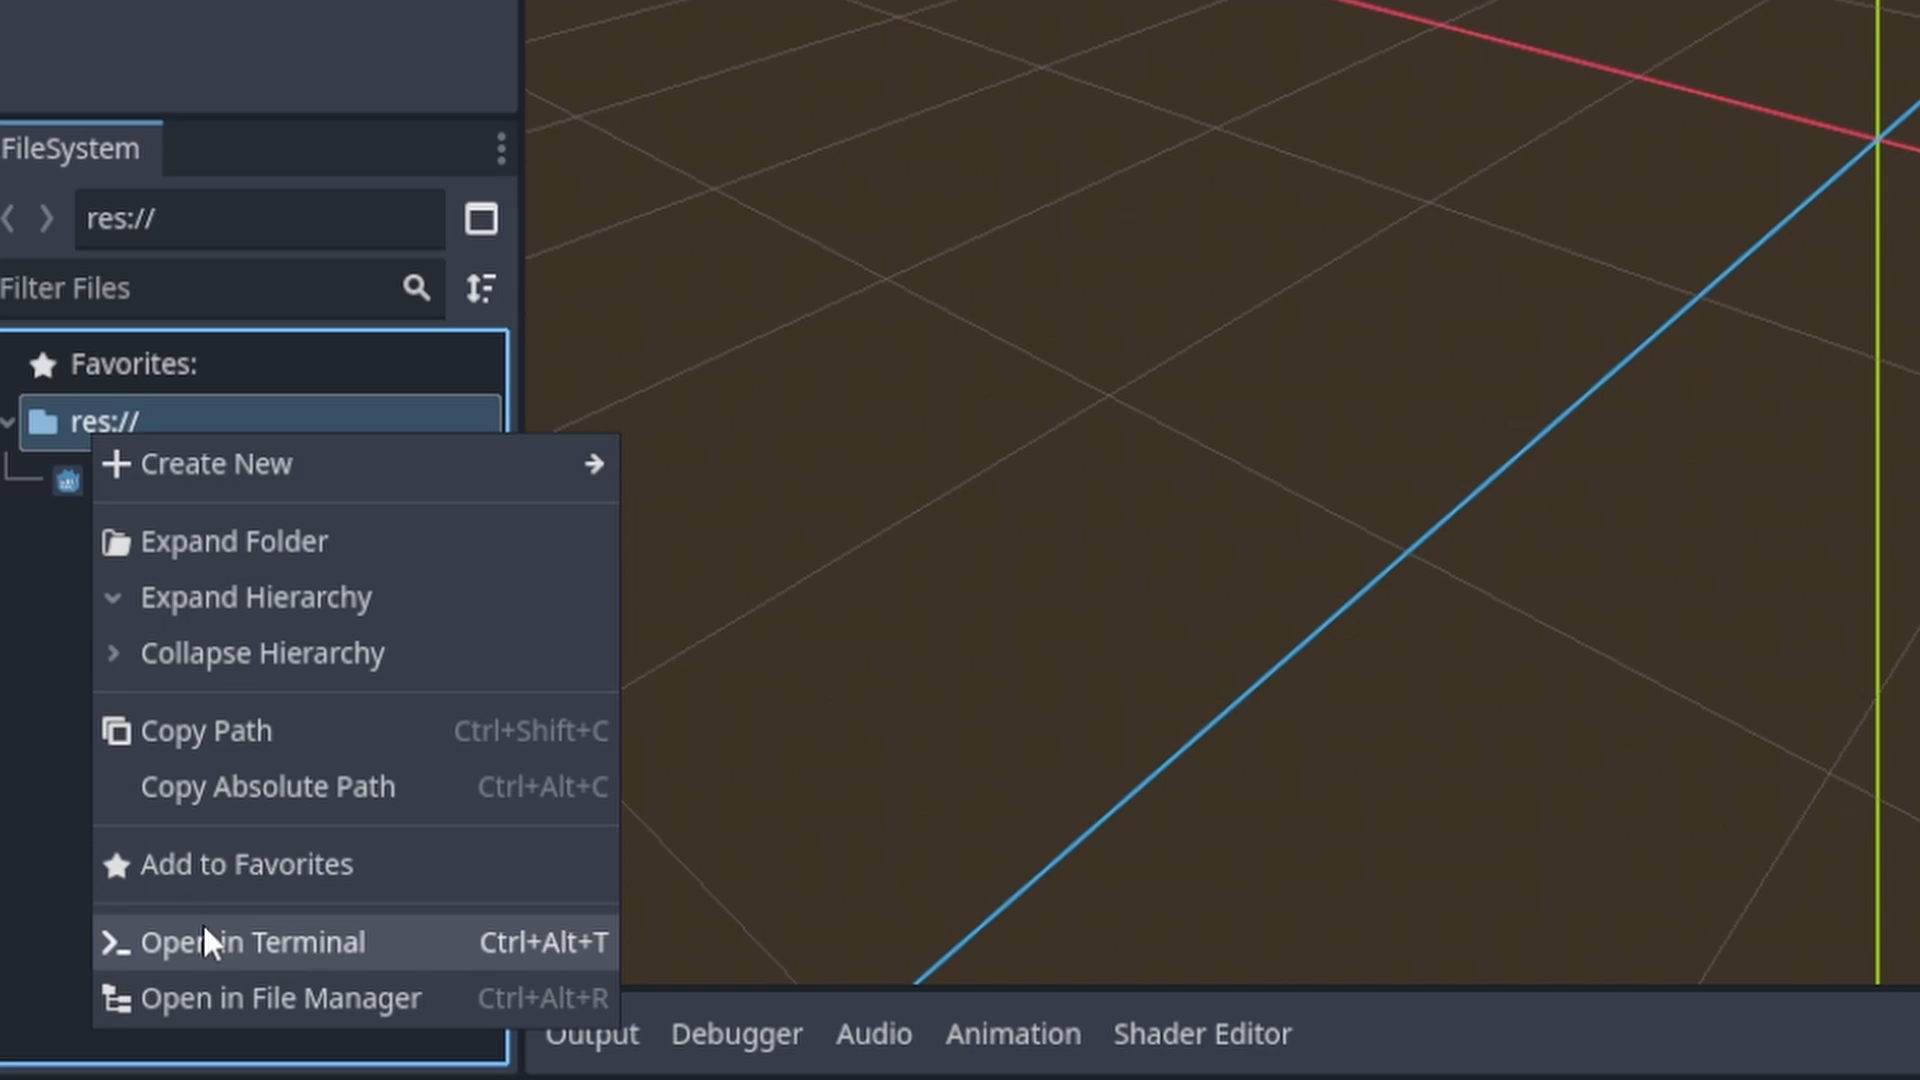 FileSystem
res://
Filter Files
Favorites:
res://
Create New
Expand Folder
Expand Hierarchy
Collapse Hierarchy
Copy Path Ctrl+Shift+C
Copy Absolute Path Ctrl+Alt+C
Add to Favorites
Open in Terminal Ctrl+Alt+T
Open in File Manager Ctrl+Alt+R
Output Debugger Audio Animation Shader Editor